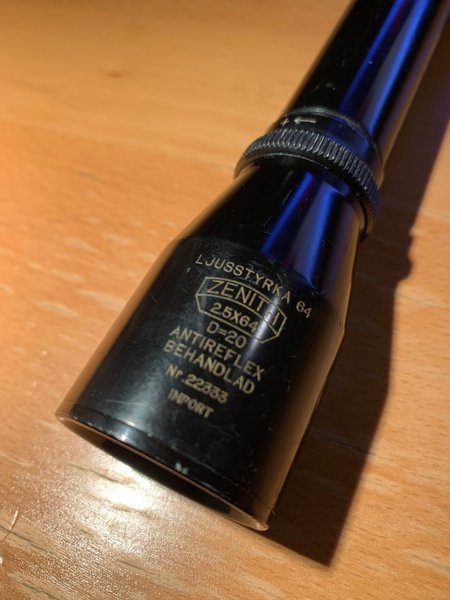 LJUSSTYRKA 64
ZENITH
2,5X64
D=20
ANTIREFLEX
BEHANDLAD
Nr. 22333
IMPORT